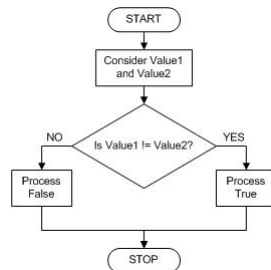 START
Consider Value1
and Value2
Is Value1 != Value2?
NO
YES
Process
False
Process
True
STOP